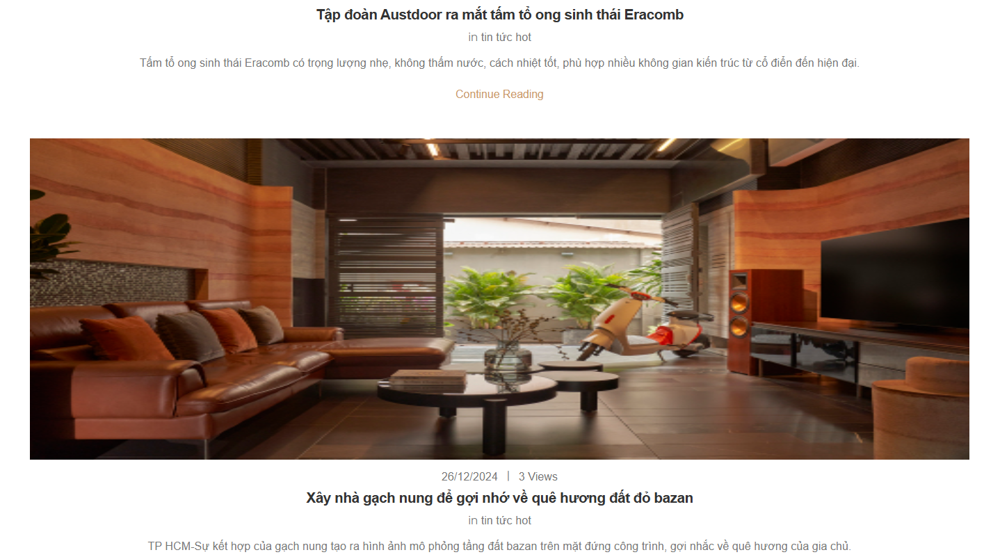 Tập đoàn Austdoor ra mắt tấm tổ ong sinh thái Eracomb
in tin tức hot
Tấm tổ ong sinh thái Eracomb có trọng lượng nhẹ, không thấm nước, cách nhiệt tốt, phù hợp nhiều không gian kiến trúc từ cổ điển đến hiện đại.
Continue Reading
26/12/2024 | 3 Views
Xây nhà gạch nung để gợi nhớ về quê hương đất đỏ bazan
in tin tức hot
TP HCM-Sự kết hợp của gạch nung tạo ra hình ảnh mô phỏng tầng đất bazan trên mặt đứng công trình, gợi nhắc về quê hương của gia chủ.